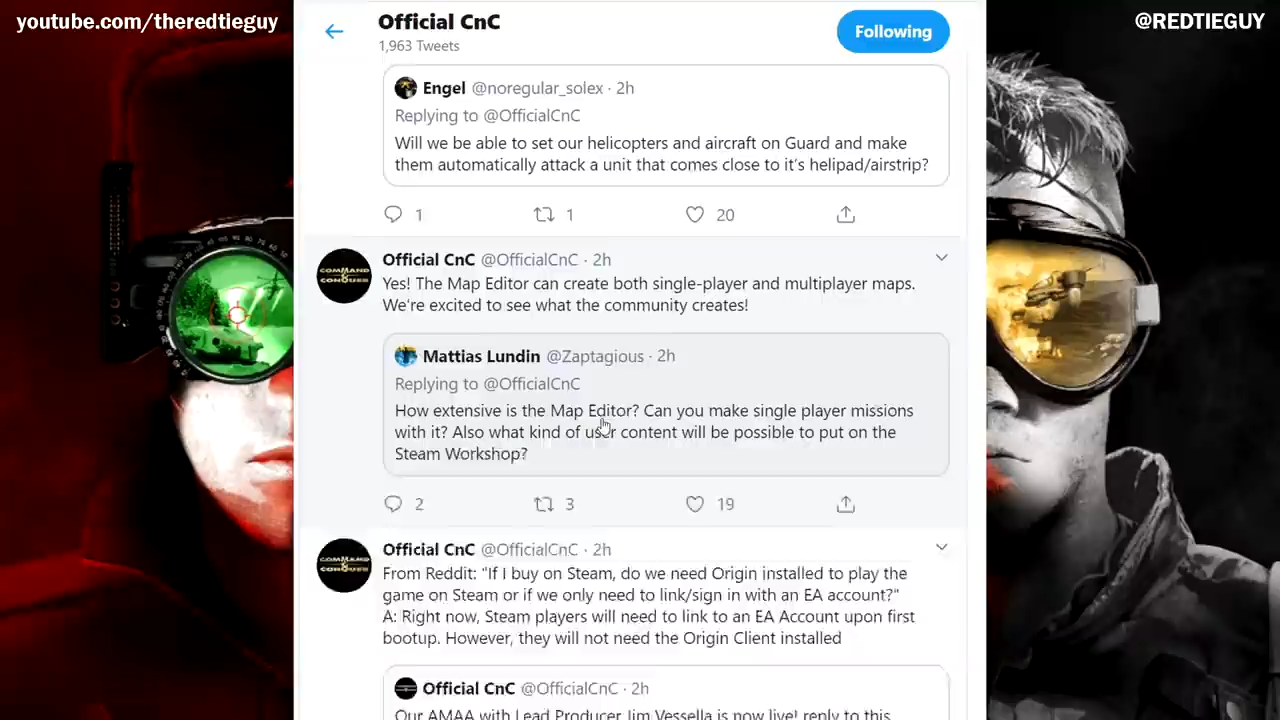 youtube.com/theredtieguy
@REDTIEGUY
Official CnC
1,963 Tweets
Following
Engel @noregular_solex · 2h
Replying to @OfficialCnC
Will we be able to set our helicopters and aircraft on Guard and make
them automatically attack a unit that comes close to it's helipad/airstrip?
1 1 20
Official CnC @OfficialCnC · 2h
Yes! The Map Editor can create both single-player and multiplayer maps.
We're excited to see what the community creates!
COMMAND
CONQUER
Mattias Lundin @Zaptagious · 2h
Replying to @OfficialCnC
How extensive is the Map Editor? Can you make single player missions
with it? Also what kind of user content will be possible to put on the
Steam Workshop?
2 3 19
Official CnC @OfficialCnC · 2h
From Reddit: "If I buy on Steam, do we need Origin installed to play the
game on Steam or if we only need to link/sign in with an EA account?"
A: Right now, Steam players will need to link to an EA Account upon first
bootup. However, they will not need the Origin Client installed
COMMAND
CONQUER
Official CnC @OfficialCnC · 2h
Our AMAA with Lead Producer Jim Vessella is now live! reply to this